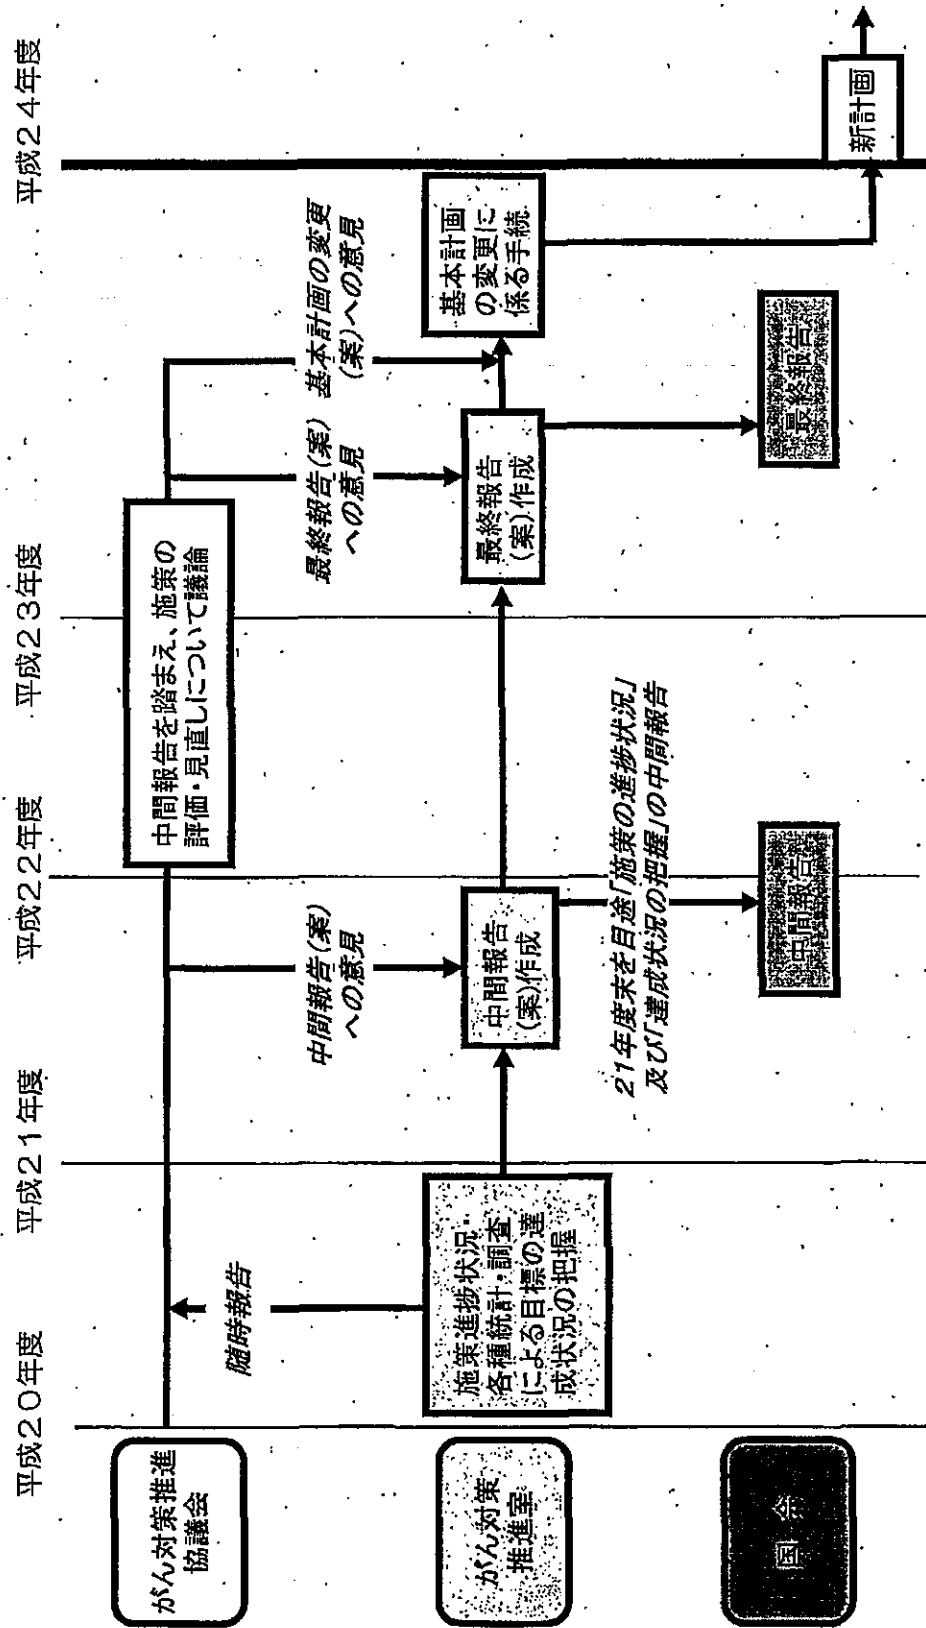 平成20年度
平成21年度
平成22年度
平成23年度
平成24年度
がん対策推進
協議会
中間報告を踏まえ、施策の
評価・見直しについて議論
随時報告
中間報告(案)
への意見
最終報告(案)
への意見
基本計画の変更
(案)への意見
がん対策
推進室
施策進捗状況・
各種統計・調査
による目標の達
成状況の把握
中間報告
(案)作成
最終報告
(案)作成
基本計画
の変更に
係る手続
21年度末を目途「施策の進捗状況」
及び「達成状況の把握」の中間報告
国 会
中間報告
最終報告
新計画